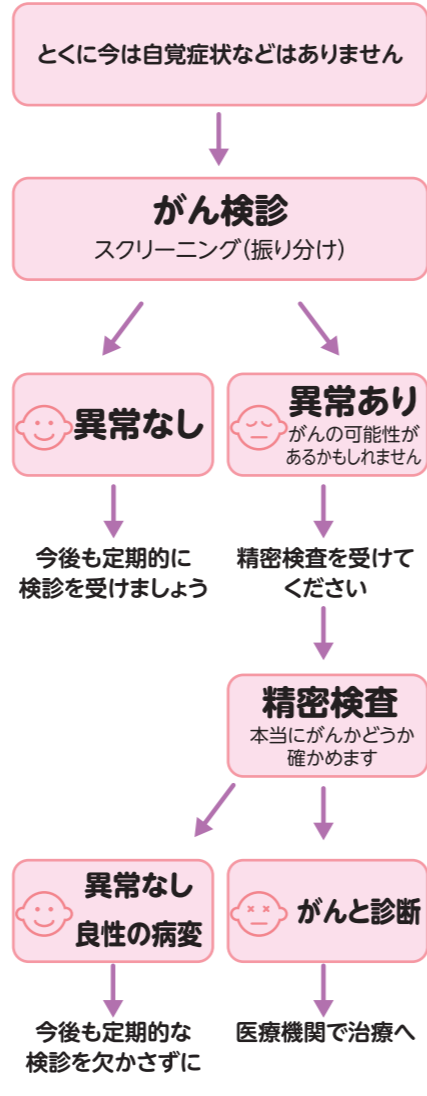 とくに今は自覚症状などはありません
がん検診
スクリーニング(振り分け)
異常なし
異常あり
がんの可能性が
あるかもしれません
今後も定期的に
検診を受けましょう
精密検査を受けて
ください
精密検査
本当にがんかどうか
確かめます
異常なし
良性の病変
がんと診断
今後も定期的な
検診を欠かさずに
医療機関で治療へ